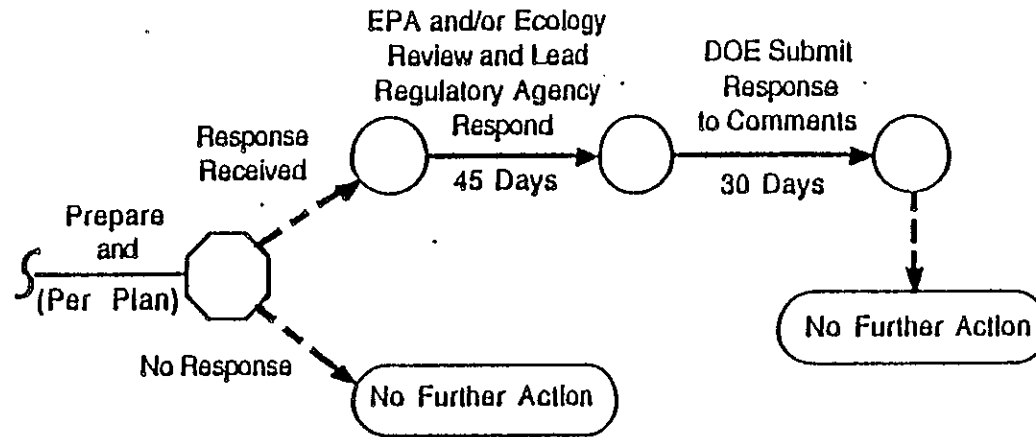 EPA and/or Ecology
Review and Lead
Regulatory Agency
Respond
45 Days
DOE Submit
Response
to Comments
30 Days
Response
Received
Prepare
and
(Per Plan)
No Response
No Further Action
No Further Action